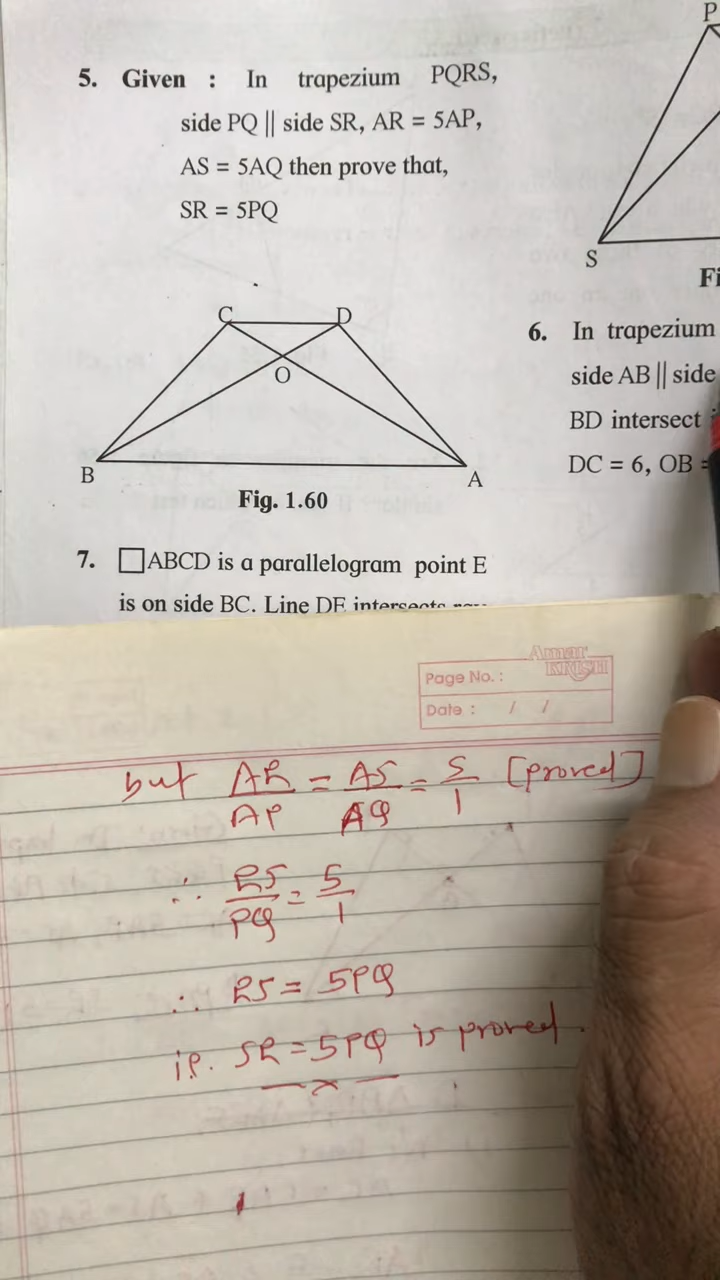 P
5. Given : In trapezium PQRS,
side PQ || side SR, AR = 5AP,
AS = 5AQ then prove that,
SR = 5PQ
S
Fi
C D
O
B A
Fig. 1.60
6. In trapezium
side AB || side
BD intersect
DC = 6, OB =
7. □ABCD is a parallelogram point E
is on side BC. Line DE intersects
Amar
KRISH
Page No. :
Date : / /
but AR/AP = AS/AQ = 5/1 [proved]
∴ RS/PQ = 5/1
∴ RS = 5PQ
i.e. SR = 5PQ is proved.